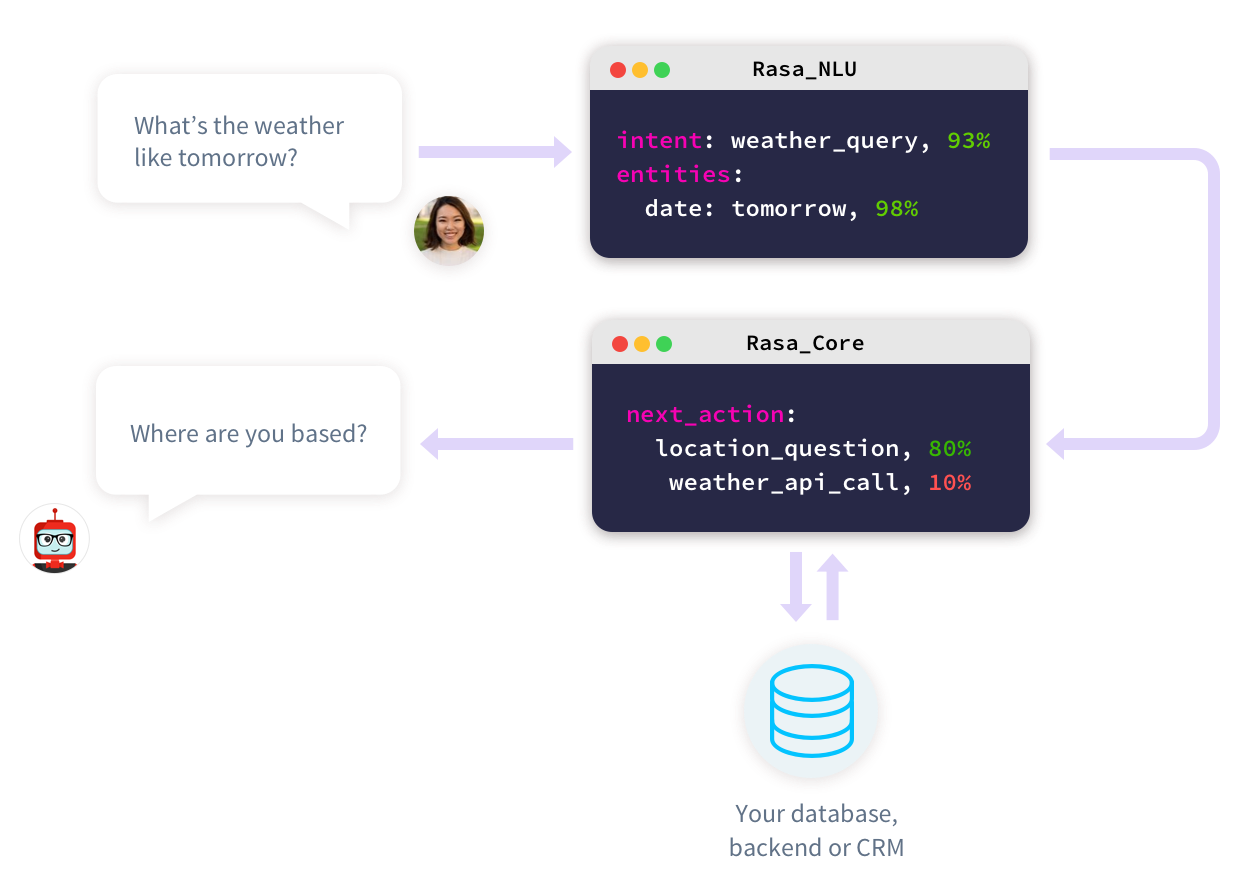 What’s the weather
like tomorrow?
Rasa_NLU
intent: weather_query, 93%
entities:
date: tomorrow, 98%
Rasa_Core
next_action:
location_question, 80%
weather_api_call, 10%
Where are you based?
Your database,
backend or CRM